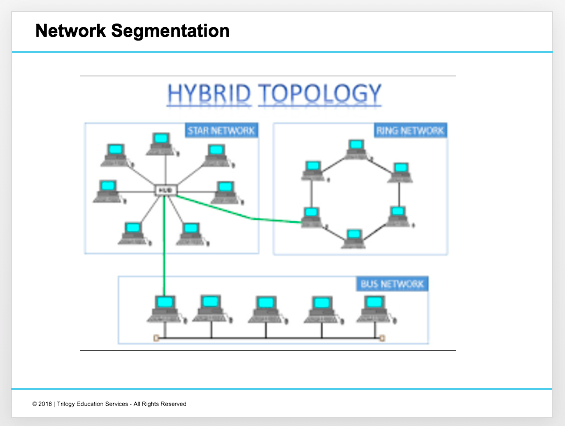 Network Segmentation
HYBRID TOPOLOGY
STAR NETWORK
RING NETWORK
HUB
BUS NETWORK
© 2018 | Trilogy Education Services - All Rights Reserved